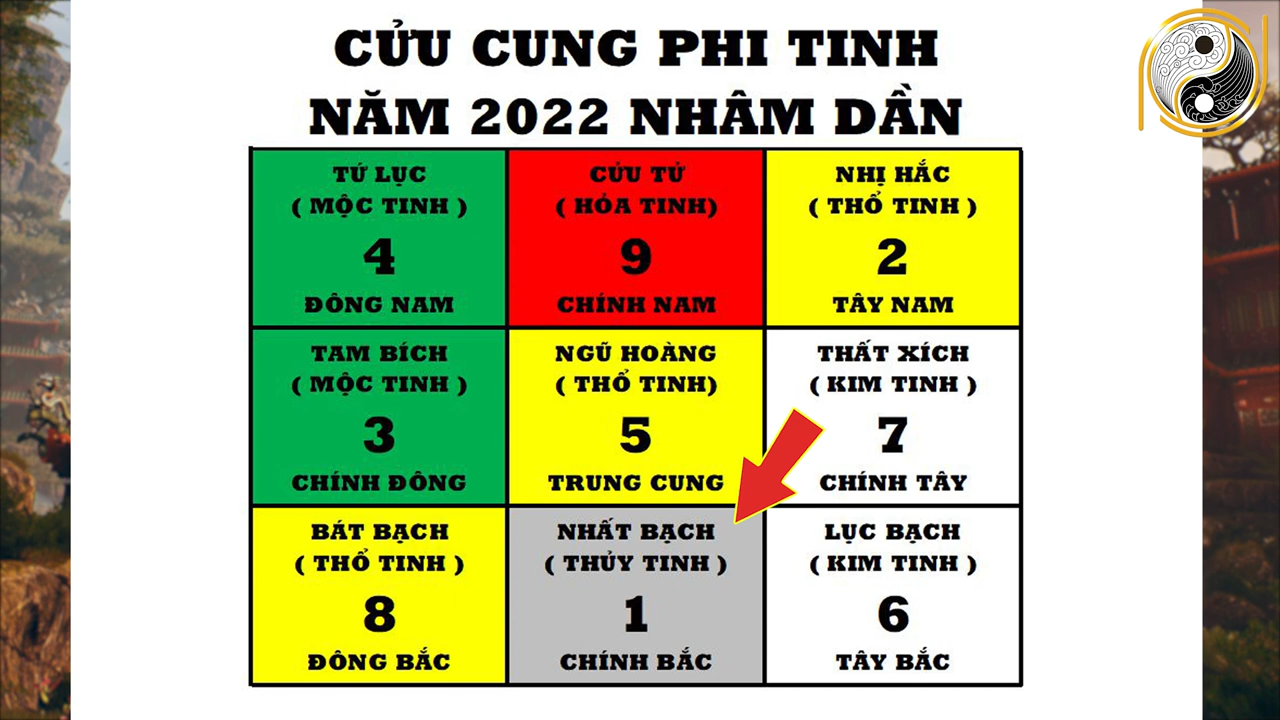 CỬU CUNG PHI TINH
NĂM 2022 NHÂM DẦN
TỨ LỤC
( MỘC TINH )
4
ĐÔNG NAM
CỬU TỬ
( HỎA TINH)
9
CHÍNH NAM
NHỊ HẮC
( THỔ TINH )
2
TÂY NAM
TAM BÍCH
( MỘC TINH )
3
CHÍNH ĐÔNG
NGŨ HOÀNG
( THỔ TINH)
5
TRUNG CUNG
THẤT XÍCH
( KIM TINH )
7
CHÍNH TÂY
BÁT BẠCH
( THỔ TINH )
8
ĐÔNG BẮC
NHẤT BẠCH
( THỦY TINH )
1
CHÍNH BẮC
LỤC BẠCH
( KIM TINH )
6
TÂY BẮC